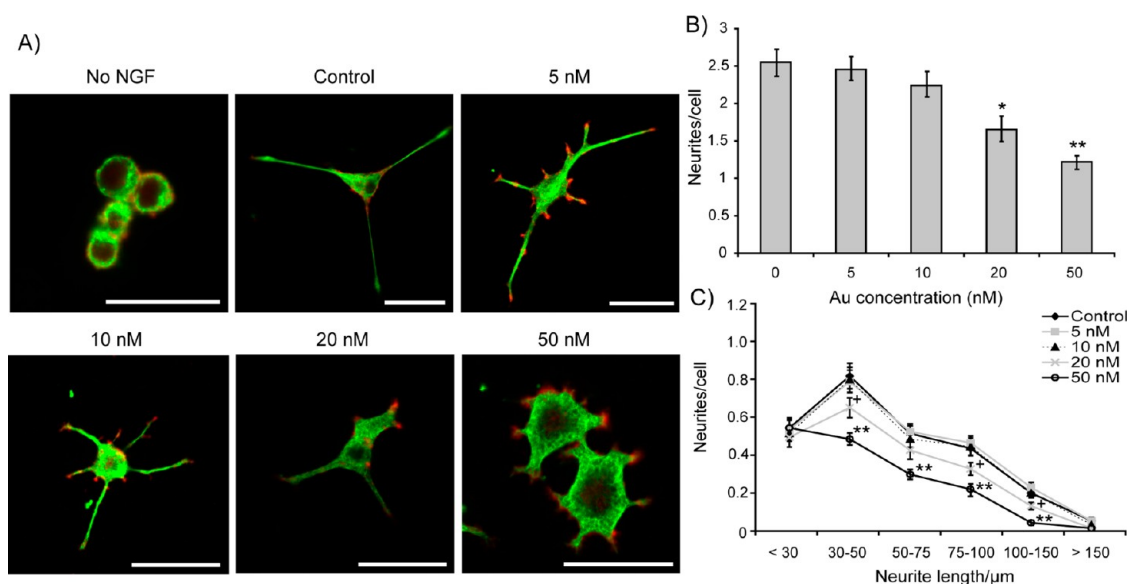 A)
No NGF
Control
5 nM
10 nM
20 nM
50 nM
B)
Neurites/cell
3
2.5
2
1.5
1
0.5
0
*
**
0 5 10 20 50
Au concentration (nM)
C)
Neurites/cell
1.2
1.0
0.8
0.6
0.4
0.2
0
Control
5 nM
10 nM
20 nM
50 nM
+
**
**
+
**
+
**
< 30 30-50 50-75 75-100 100-150 > 150
Neurite length/µm